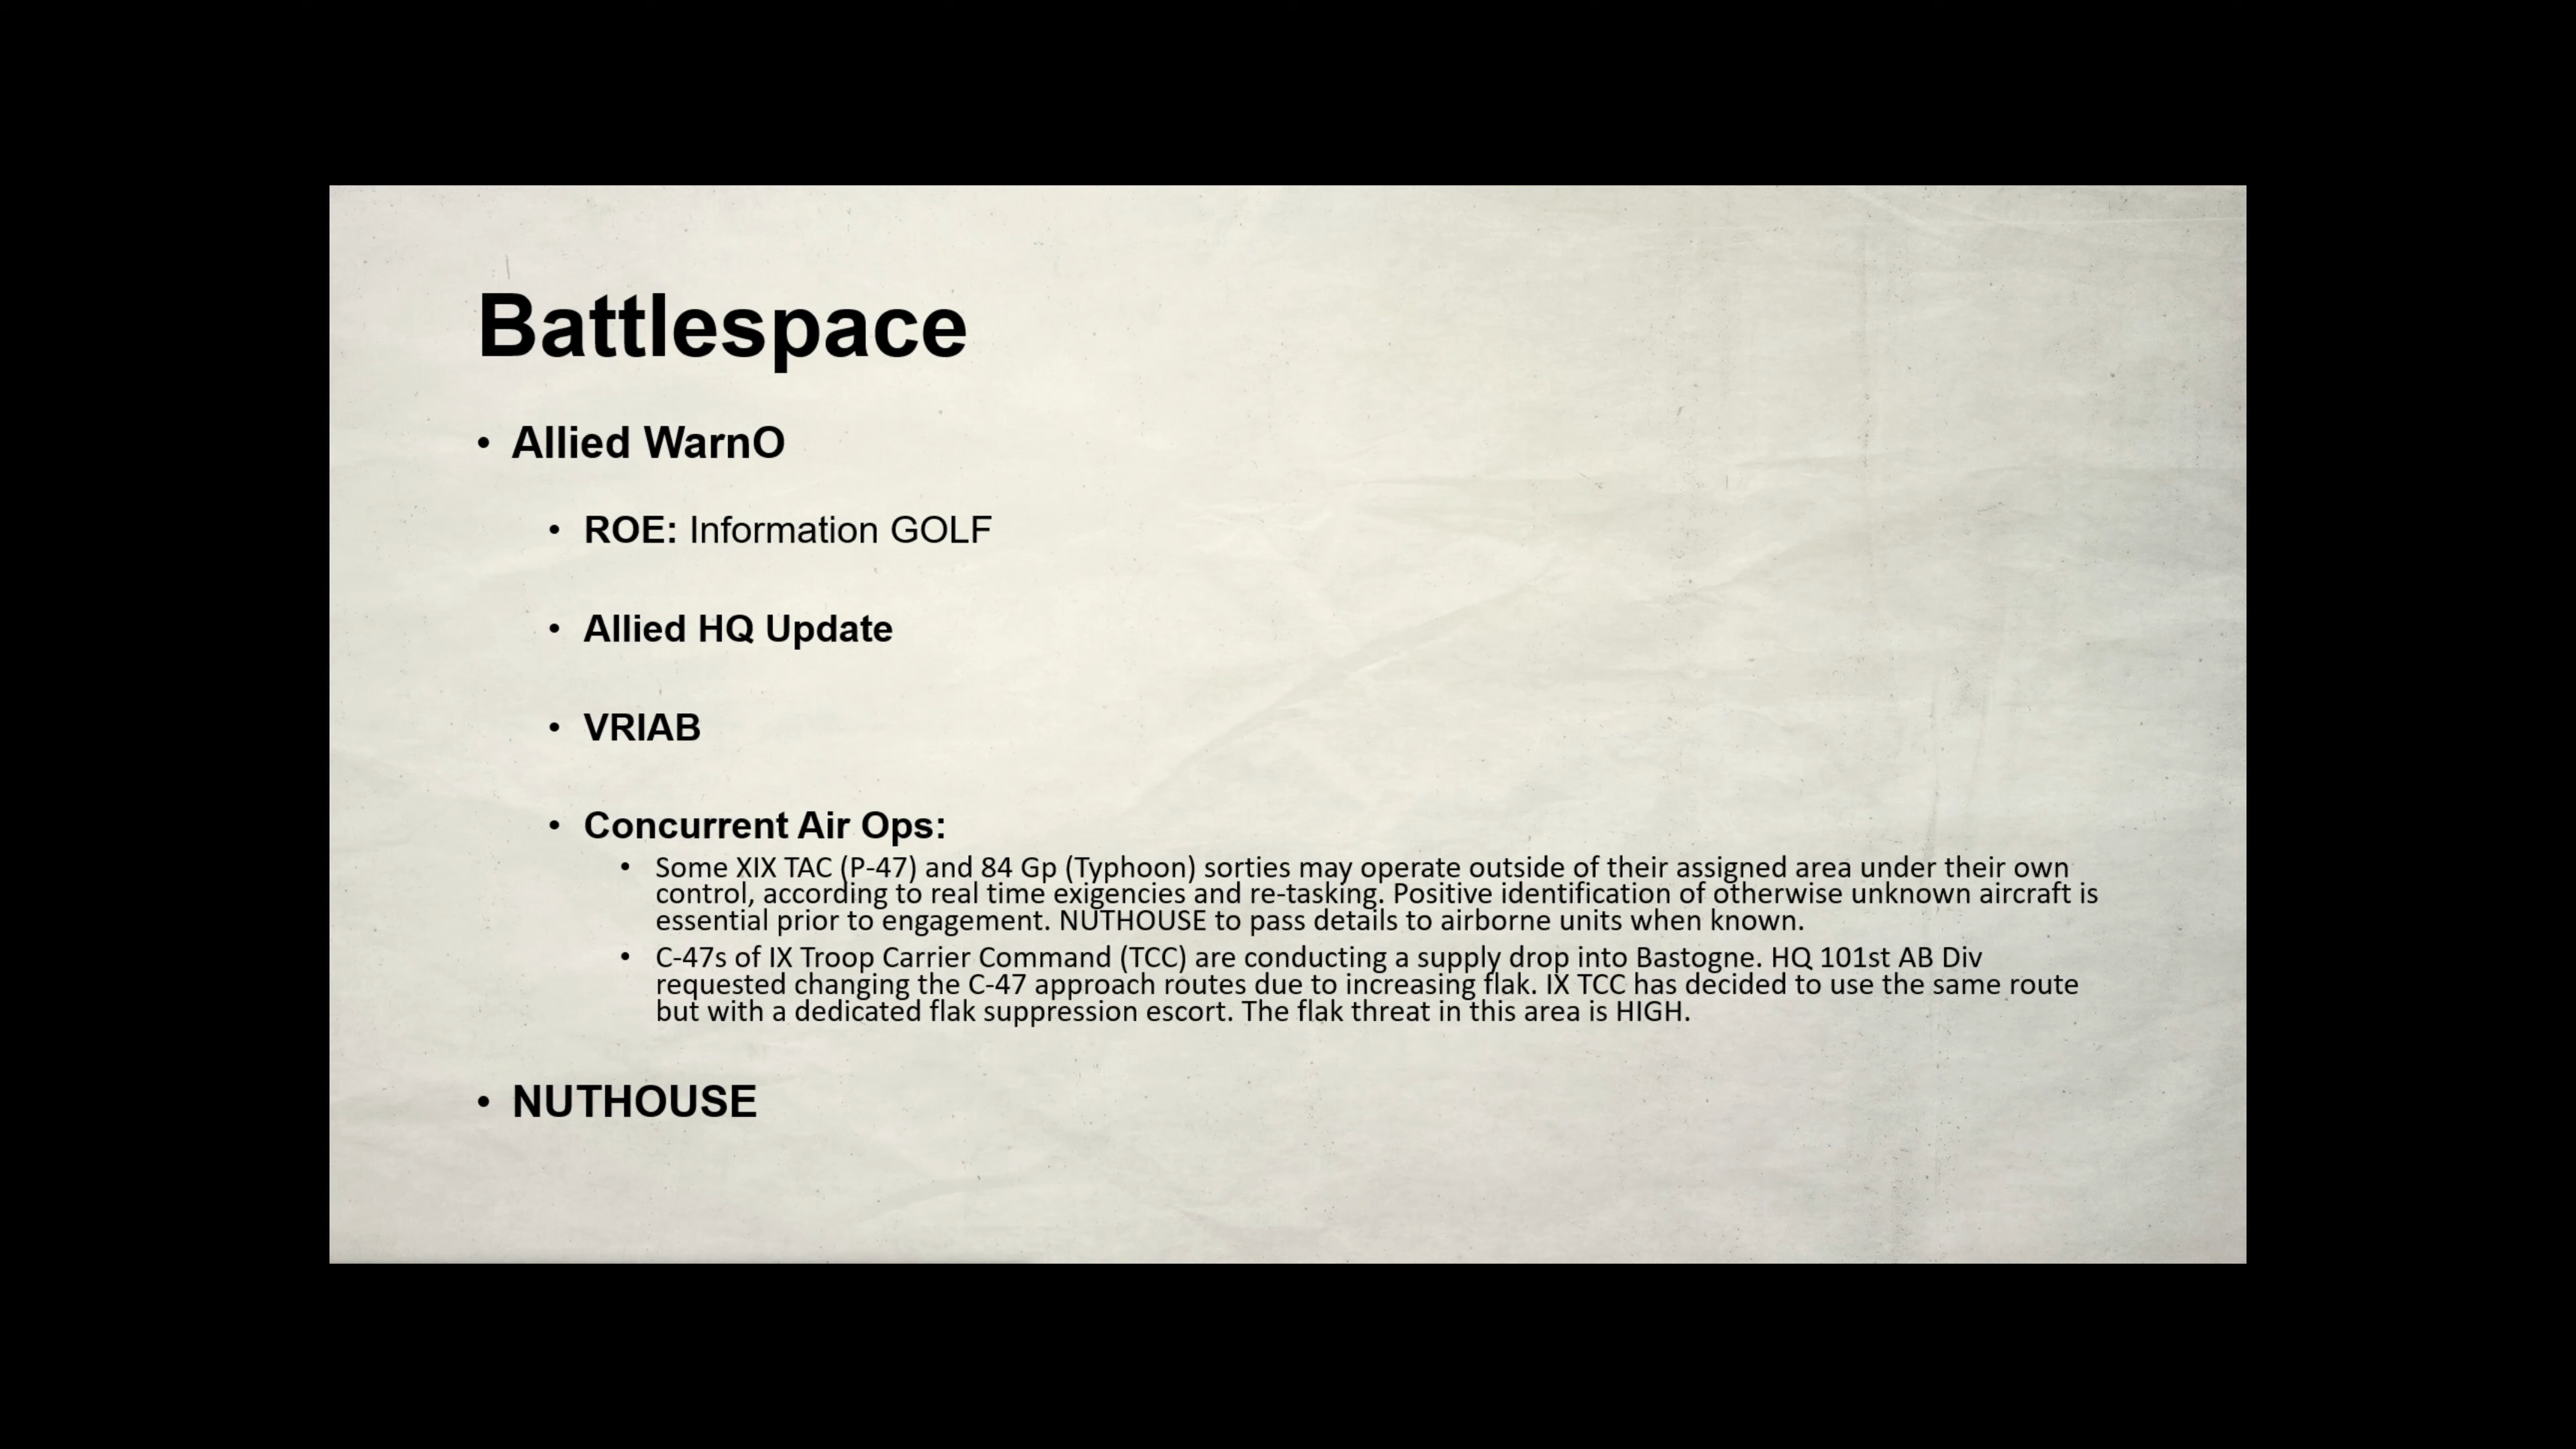 Battlespace
• Allied WarnO
• ROE: Information GOLF
• Allied HQ Update
• VRIAB
• Concurrent Air Ops:
• Some XIX TAC (P-47) and 84 Gp (Typhoon) sorties may operate outside of their assigned area under their own
control, according to real time exigencies and re-tasking. Positive identification of otherwise unknown aircraft is
essential prior to engagement. NUTHOUSE to pass details to airborne units when known.
• C-47s of IX Troop Carrier Command (TCC) are conducting a supply drop into Bastogne. HQ 101st AB Div
requested changing the C-47 approach routes due to increasing flak. IX TCC has decided to use the same route
but with a dedicated flak suppression escort. The flak threat in this area is HIGH.
• NUTHOUSE